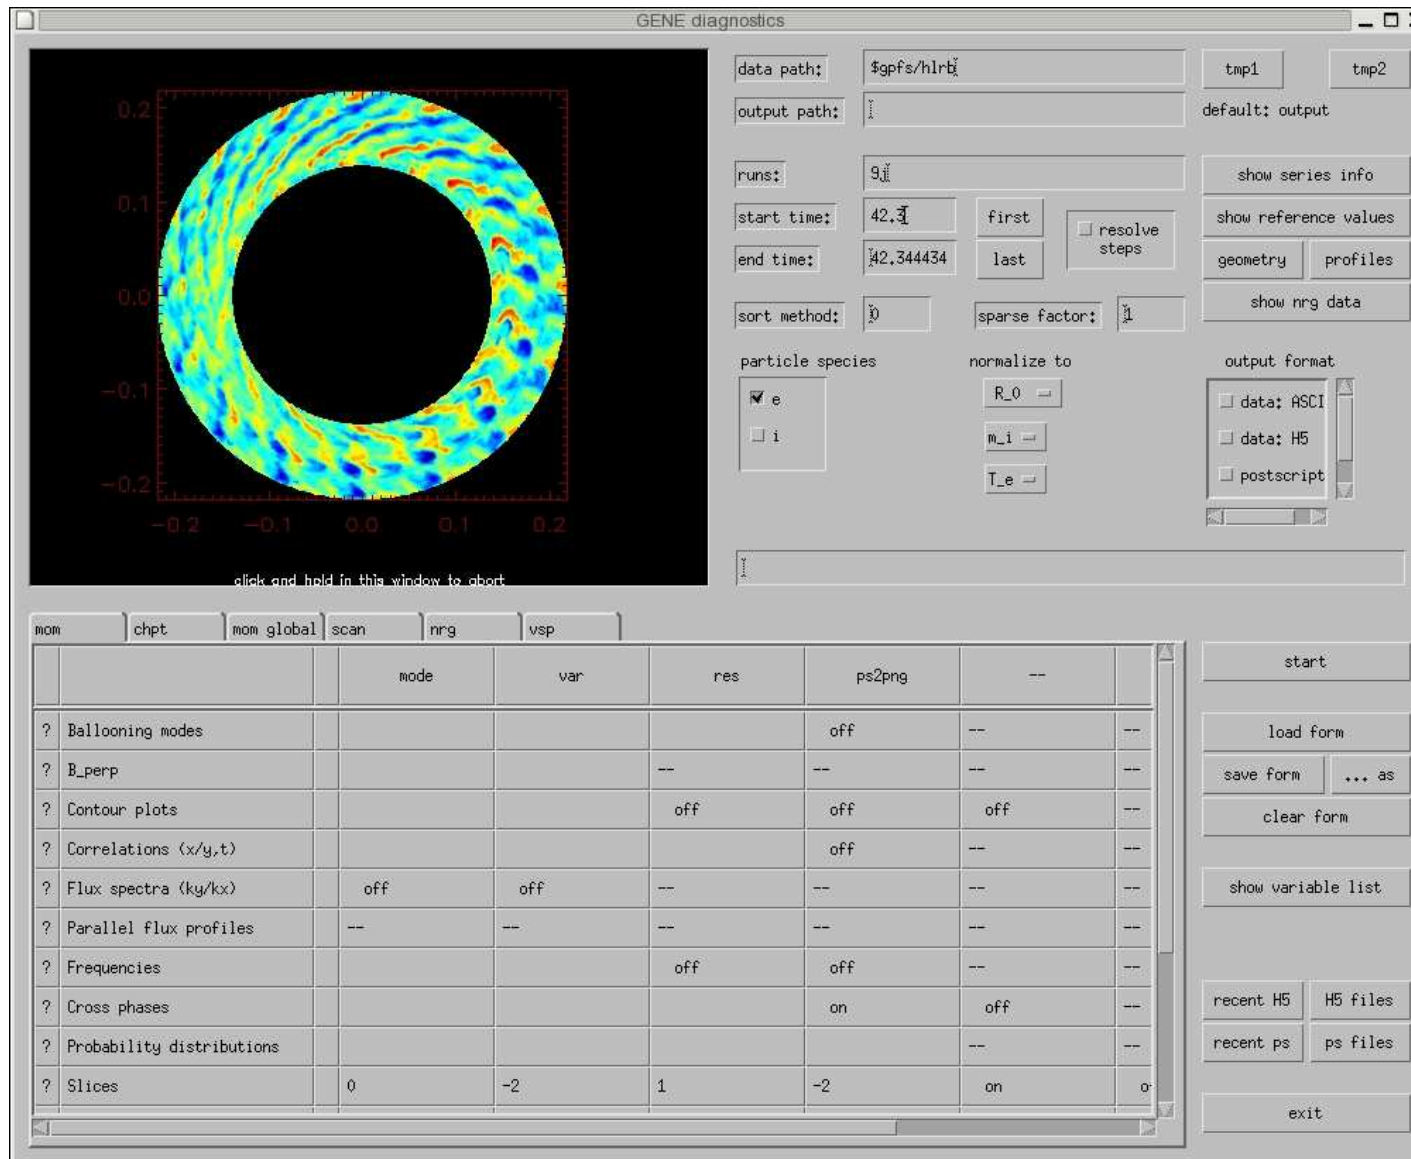 GENE diagnostics
0.2
0.1
0.0
-0.1
-0.2
-0.2 -0.1 0.0 0.1 0.2
click and hold in this window to abort
data path: $gpfs/hlrb tmp1 tmp2
output path: default: output
runs: 9j show series info
start time: 42.3 first resolve steps show reference values
end time: 42.344434 last geometry profiles
sort method: 0 sparse factor: 1 show nrg data
particle species normalize to output format
e R_0 data: ASCI
i m_i data: H5
T_e postscript
mom chpt mom global scan nrg vsp
mode var res ps2png --
? Ballooning modes off -- --
? B_perp -- -- -- --
? Contour plots off off off --
? Correlations (x/y,t) off -- --
? Flux spectra (ky/kx) off off -- -- -- --
? Parallel flux profiles -- -- -- -- -- --
? Frequencies off off -- --
? Cross phases on off --
? Probability distributions -- --
? Slices 0 -2 1 -2 on
start
load form
save form ... as
clear form
show variable list
recent H5 H5 files
recent ps ps files
exit